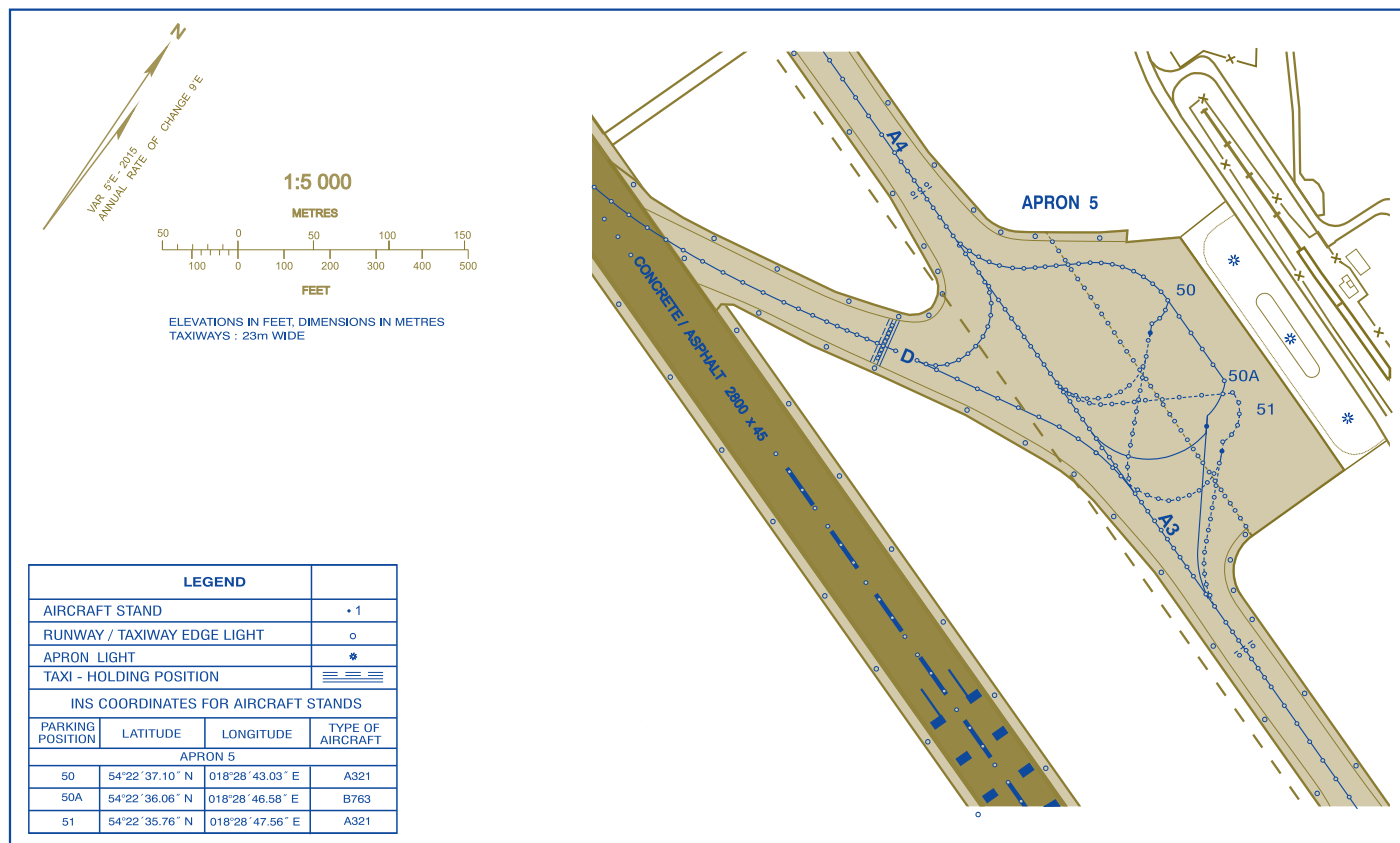 N
VAR 5°E - 2015
ANNUAL RATE OF CHANGE 9'E
1:5 000
METRES
50 0 50 100 150
100 0 100 200 300 400 500
FEET
ELEVATIONS IN FEET, DIMENSIONS IN METRES
TAXIWAYS : 23m WIDE
A4
APRON 5
CONCRETE / ASPHALT 2800 x 45
50
D
50A
51
A3
LEGEND
AIRCRAFT STAND • 1
RUNWAY / TAXIWAY EDGE LIGHT
APRON LIGHT
TAXI - HOLDING POSITION
INS COORDINATES FOR AIRCRAFT STANDS
PARKING POSITION LATITUDE LONGITUDE TYPE OF AIRCRAFT
APRON 5
50 54°22´37.10˝ N 018°28´43.03˝ E A321
50A 54°22´36.06˝ N 018°28´46.58˝ E B763
51 54°22´35.76˝ N 018°28´47.56˝ E A321